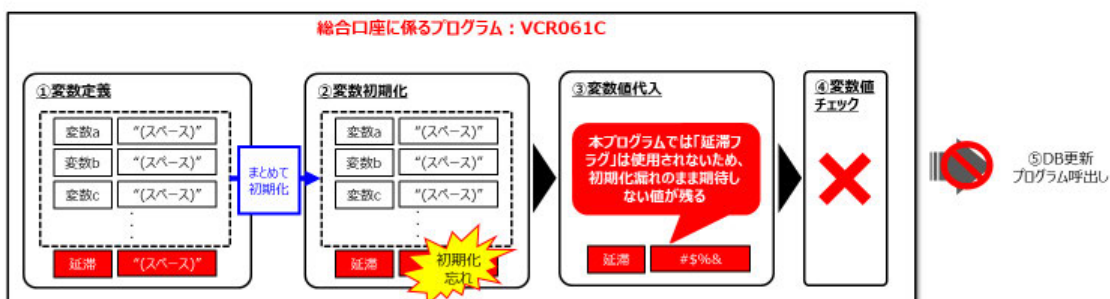 総合口座に係るプログラム：VCR061C
①変数定義
変数a
"(スペース)"
変数b
"(スペース)"
変数c
"(スペース)"
:
延滞
"(スペース)"
まとめて
初期化
②変数初期化
変数a
"(スペース)"
変数b
"(スペース)"
変数c
"(スペース)"
:
延滞
初期化
忘れ
③変数値代入
本プログラムでは「延滞フ
ラグ」は使用されないため、
初期化漏れのまま期待し
ない値が残る
延滞
#$%&
④変数値
チェック
⑤DB更新
プログラム呼出し